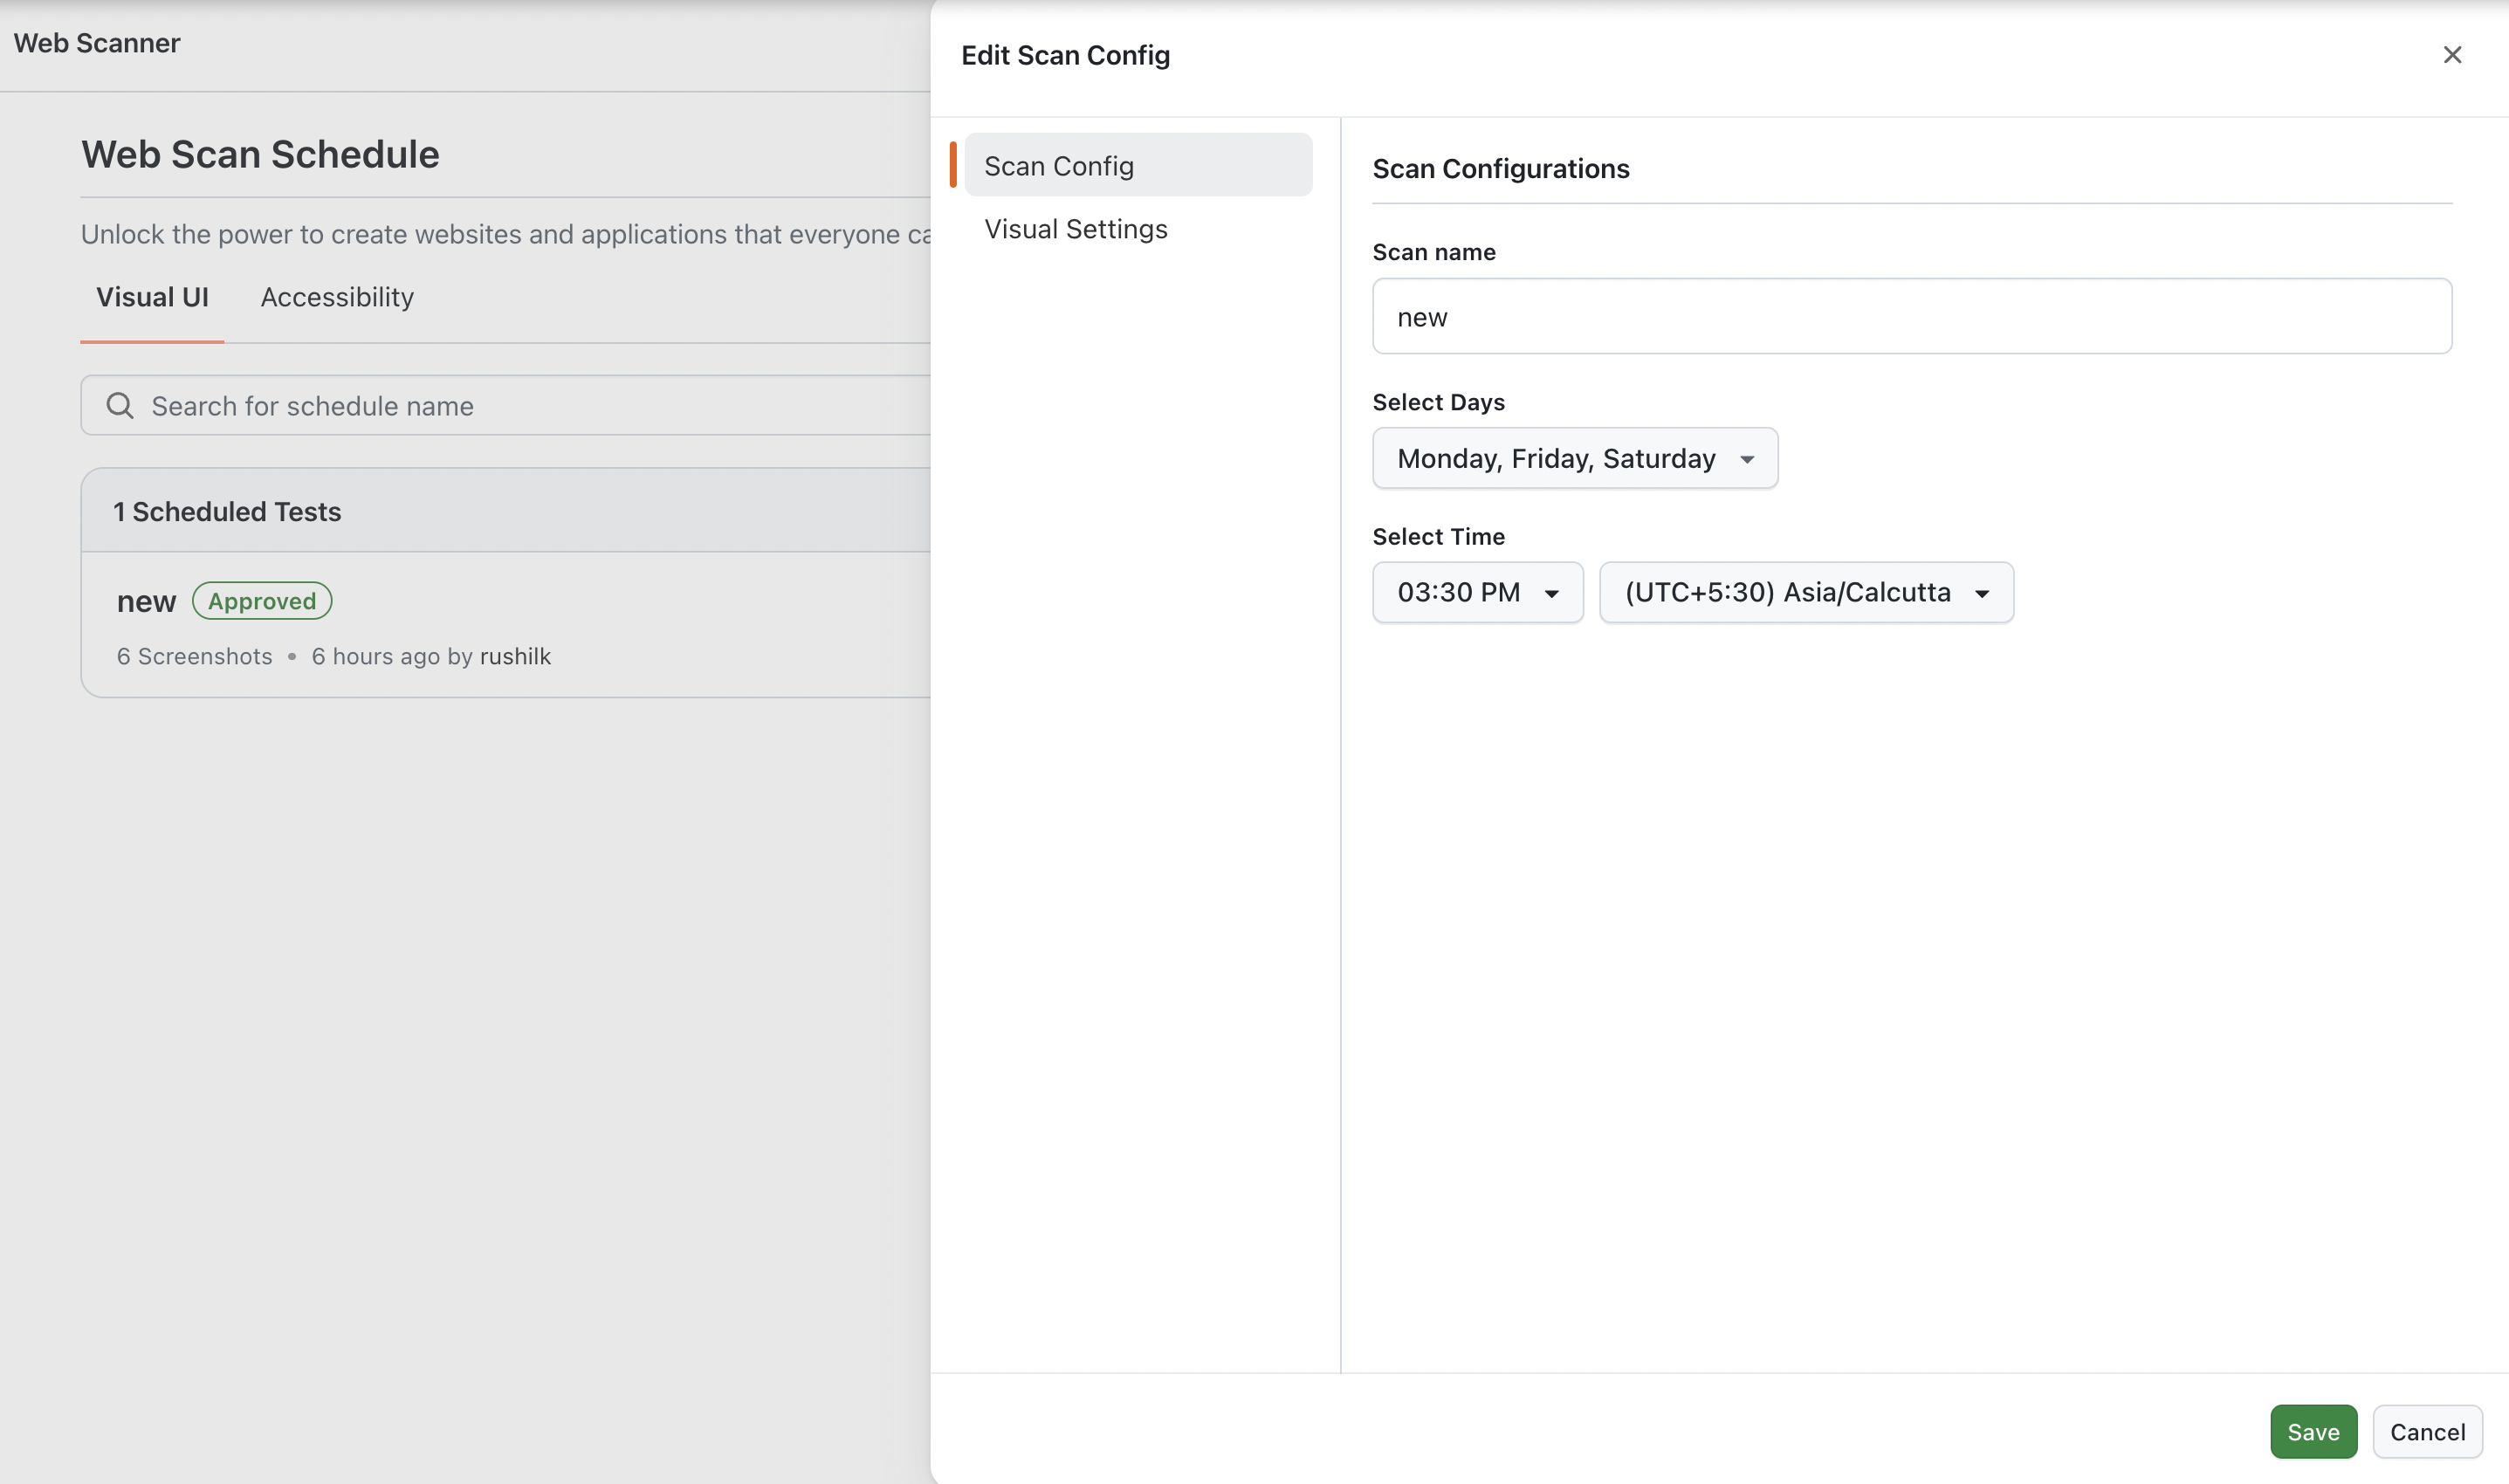 Web Scanner
Web Scan Schedule
Unlock the power to create websites and applications that everyone
Visual UI
Accessibility
Search for schedule name
1 Scheduled Tests
new
Approved
6 Screenshots • 6 hours ago by rushilk
Edit Scan Config
Scan Config
Visual Settings
Scan Configurations
Scan name
new
Select Days
Monday, Friday, Saturday
Select Time
03:30 PM
(UTC+5:30) Asia/Calcutta
Save
Cancel